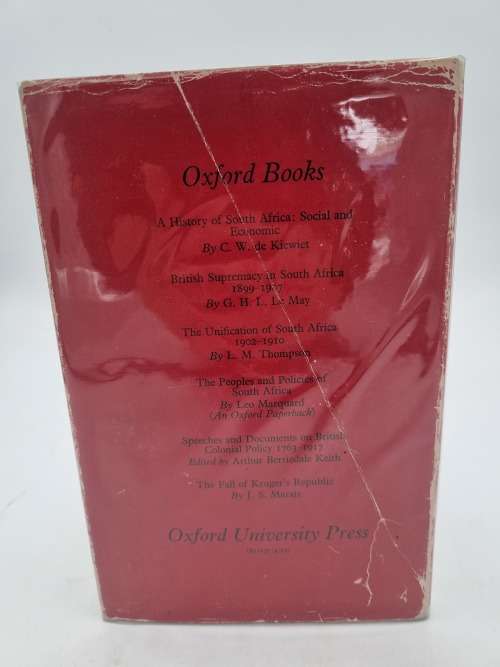 Oxford Books
A History of South Africa: Social and
Economic
By C. W. de Kiewiet
British Supremacy in South Africa
1899–1907
By G. H. L. Le May
The Unification of South Africa
1902–1910
By L. M. Thompson
The Peoples and Policies of
South Africa
By Leo Marquard
(An Oxford Paperback)
Speeches and Documents on British
Colonial Policy 1763–1917
Edited by Arthur Berriedale Keith
The Fall of Kruger's Republic
By J. S. Marais
Oxford University Press